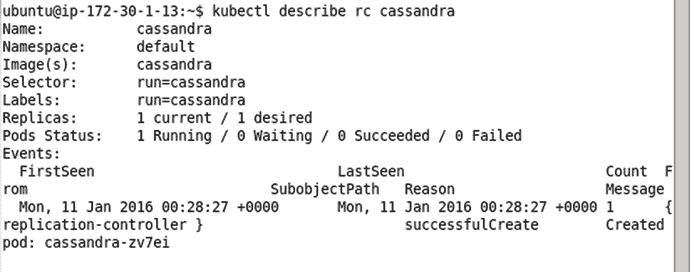 ubuntu@ip-172-30-1-13:~$ kubectl describe rc cassandra
Name:           cassandra
Namespace:      default
Image(s):       cassandra
Selector:       run=cassandra
Labels:         run=cassandra
Replicas:       1 current / 1 desired
Pods Status:    1 Running / 0 Waiting / 0 Succeeded / 0 Failed
Events:
  FirstSeen                             LastSeen                        Count  F
rom                             SubobjectPath   Reason                  Message
  Mon, 11 Jan 2016 00:28:27 +0000       Mon, 11 Jan 2016 00:28:27 +0000 1      {
replication-controller }                        successfulCreate        Created
pod: cassandra-zv7ei